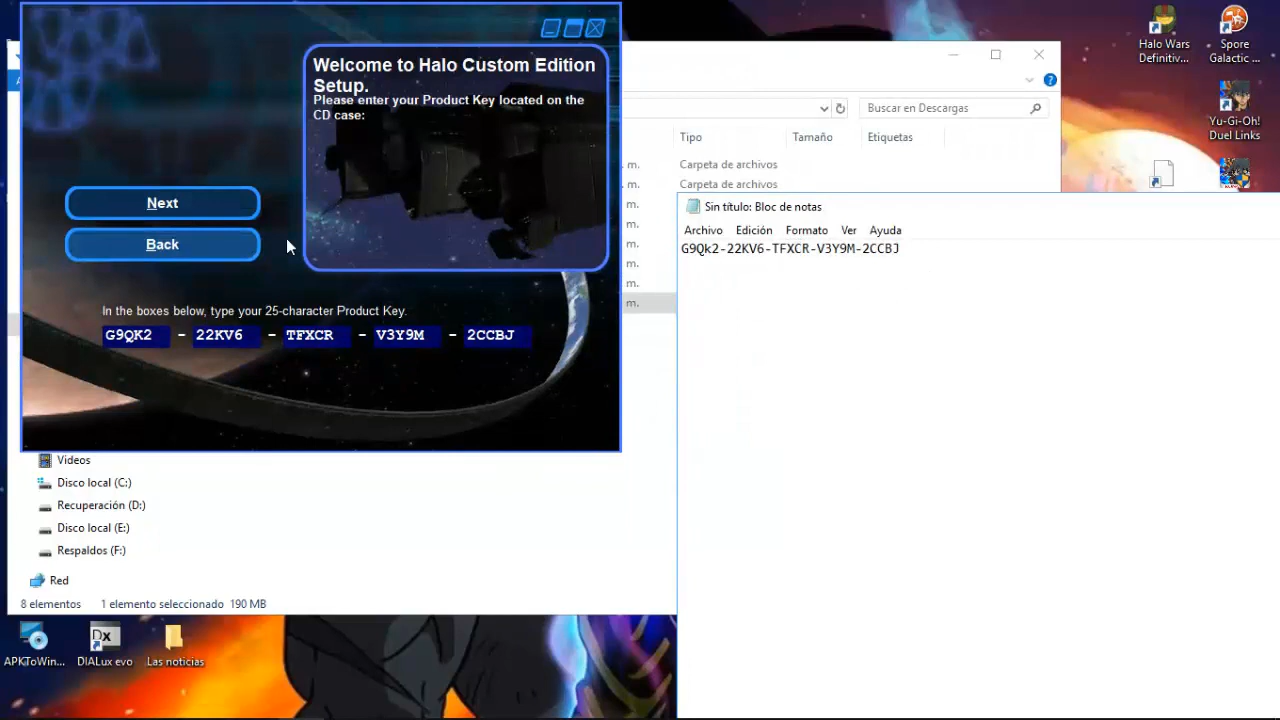 Welcome to Halo Custom Edition
Setup.
Please enter your Product Key located on the
CD case:
Next
Back
In the boxes below, type your 25-character Product Key.
G9QK2 - 22KV6 - TFXCR - V3Y9M - 2CCBJ
Buscar en Descargas
Tipo
Tamaño
Etiquetas
m. Carpeta de archivos
m. Carpeta de archivos
m.
m.
m.
m.
m.
m.
Sin título: Bloc de notas
Archivo Edición Formato Ver Ayuda
G9Qk2-22KV6-TFXCR-V3Y9M-2CCBJ
Videos
Disco local (C:)
Recuperación (D:)
Disco local (E:)
Respaldos (F:)
Red
8 elementos 1 elemento seleccionado 190 MB
Halo Wars
Definitiv...
Spore
Galactic ...
Yu-Gi-Oh!
Duel Links
APKToWin...
Dx
DIALux evo
Las noticias